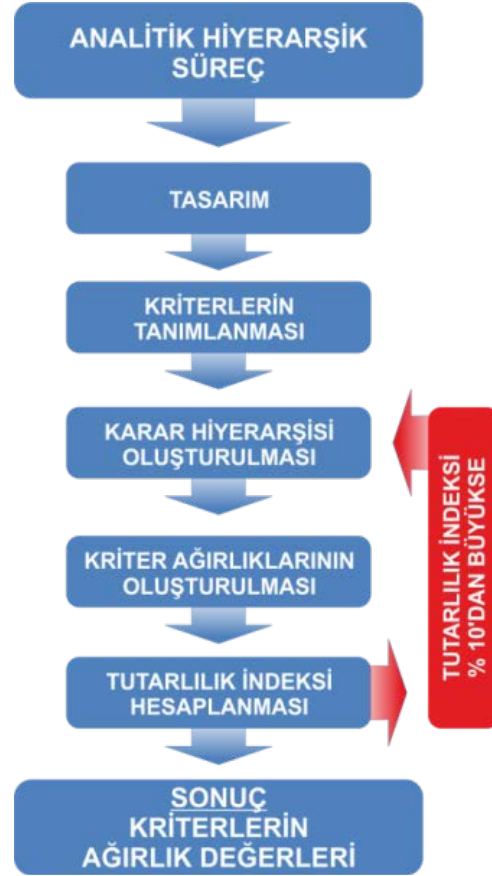 ANALİTİK HİYERARŞİK
SÜREÇ
TASARIM
KRİTERLERİN
TANIMLANMASI
KARAR HİYERARŞİSİ
OLUŞTURULMASI
KRİTER AĞIRLIKLARININ
OLUŞTURULMASI
TUTARLILIK İNDEKSİ
HESAPLANMASI
TUTARLILIK İNDEKSİ
% 10'DAN BÜYÜKSE
SONUÇ
KRİTERLERİN
AĞIRLIK DEĞERLERİ